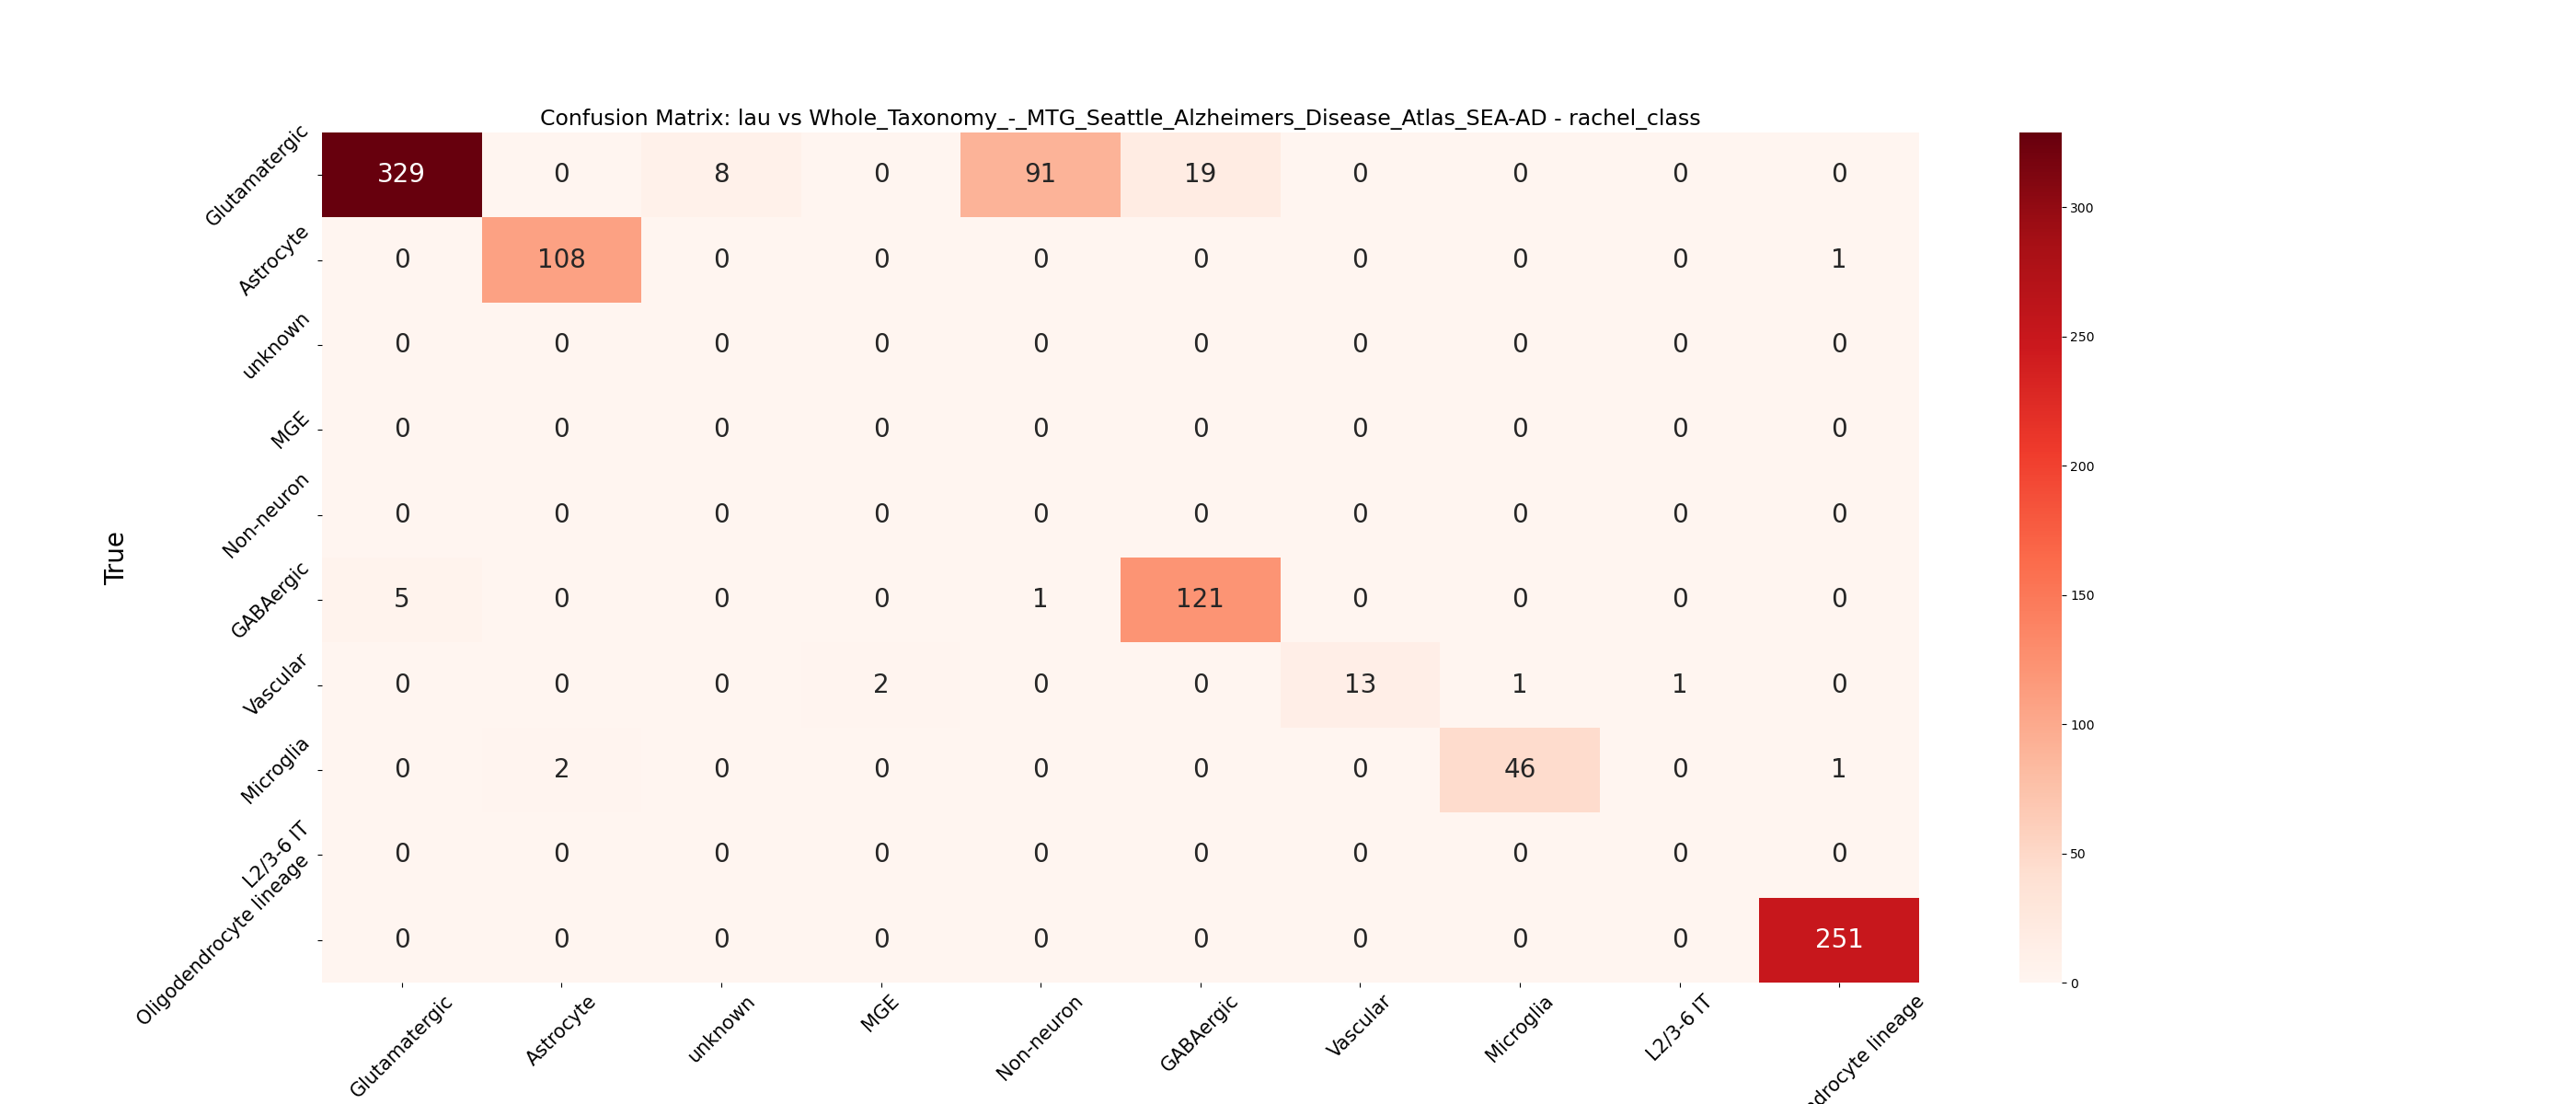 Confusion Matrix: lau vs Whole_Taxonomy_-_MTG_Seattle_Alzheimers_Disease_Atlas_SEA-AD - rachel_class
True
Glutamatergic 329 0 8 0 91 19 0 0 0 0
Astrocyte 0 108 0 0 0 0 0 0 0 1
unknown 0 0 0 0 0 0 0 0 0 0
MGE 0 0 0 0 0 0 0 0 0 0
Non-neuron 0 0 0 0 0 0 0 0 0 0
GABAergic 5 0 0 0 1 121 0 0 0 0
Vascular 0 0 0 2 0 0 13 1 1 0
Microglia 0 2 0 0 0 0 0 46 0 1
L2/3-6 IT 0 0 0 0 0 0 0 0 0 0
Oligodendrocyte lineage 0 0 0 0 0 0 0 0 0 251
Glutamatergic Astrocyte unknown MGE Non-neuron GABAergic Vascular Microglia L2/3-6 IT ndrocyte lineage
300
250
200
150
100
50
0